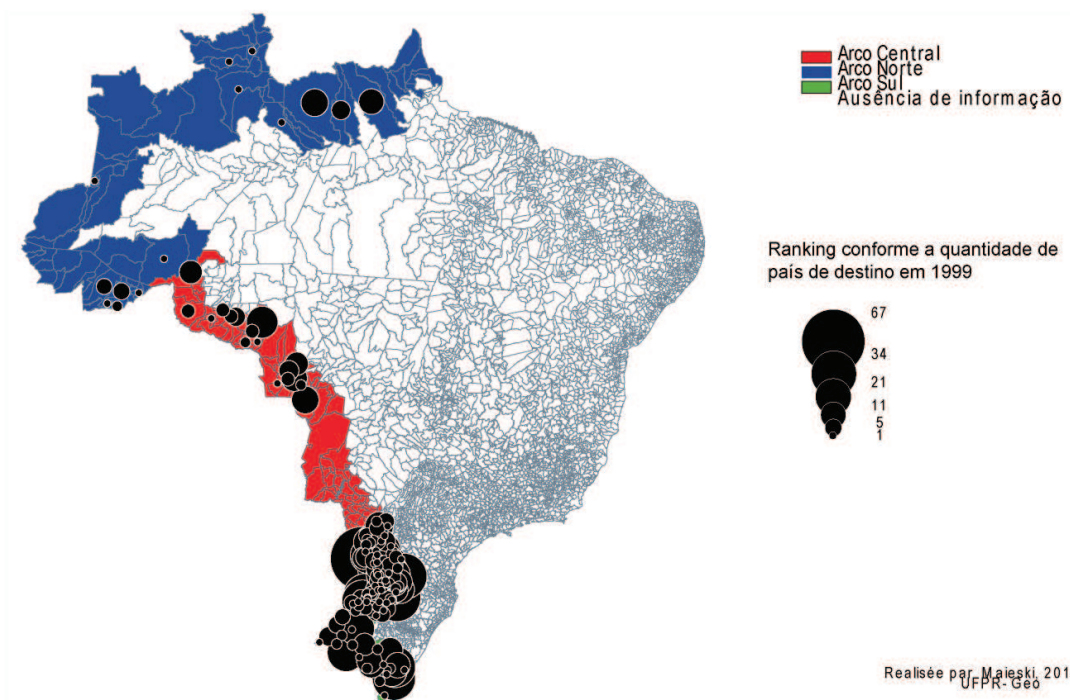 Arco Central
Arco Norte
Arco Sul
Ausência de informação
Ranking conforme a quantidade de
país de destino em 1999
67
34
21
11
5
1
Realisée par Majeski, 201
UFPR- Geo